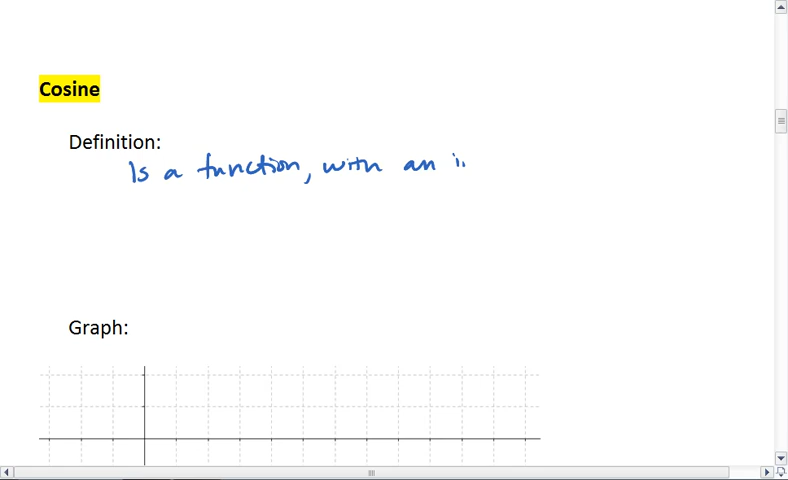 Cosine
Definition:
Is a function, with an
Graph: